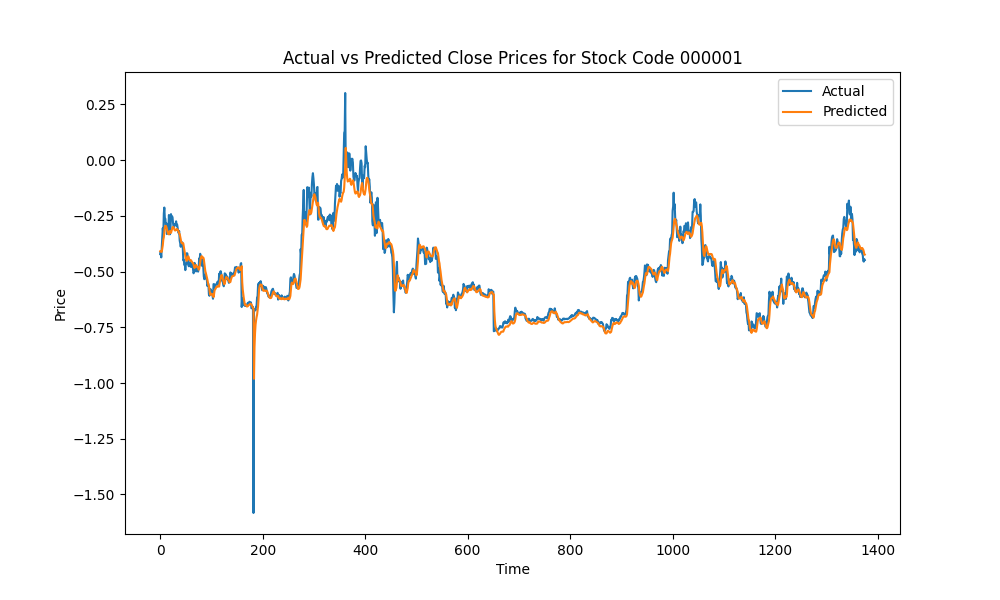 Actual vs Predicted Close Prices for Stock Code 000001
Actual
Predicted
0.25
0.00
−0.25
−0.50
−0.75
−1.00
−1.25
−1.50
Price
0 200 400 600 800 1000 1200 1400
Time